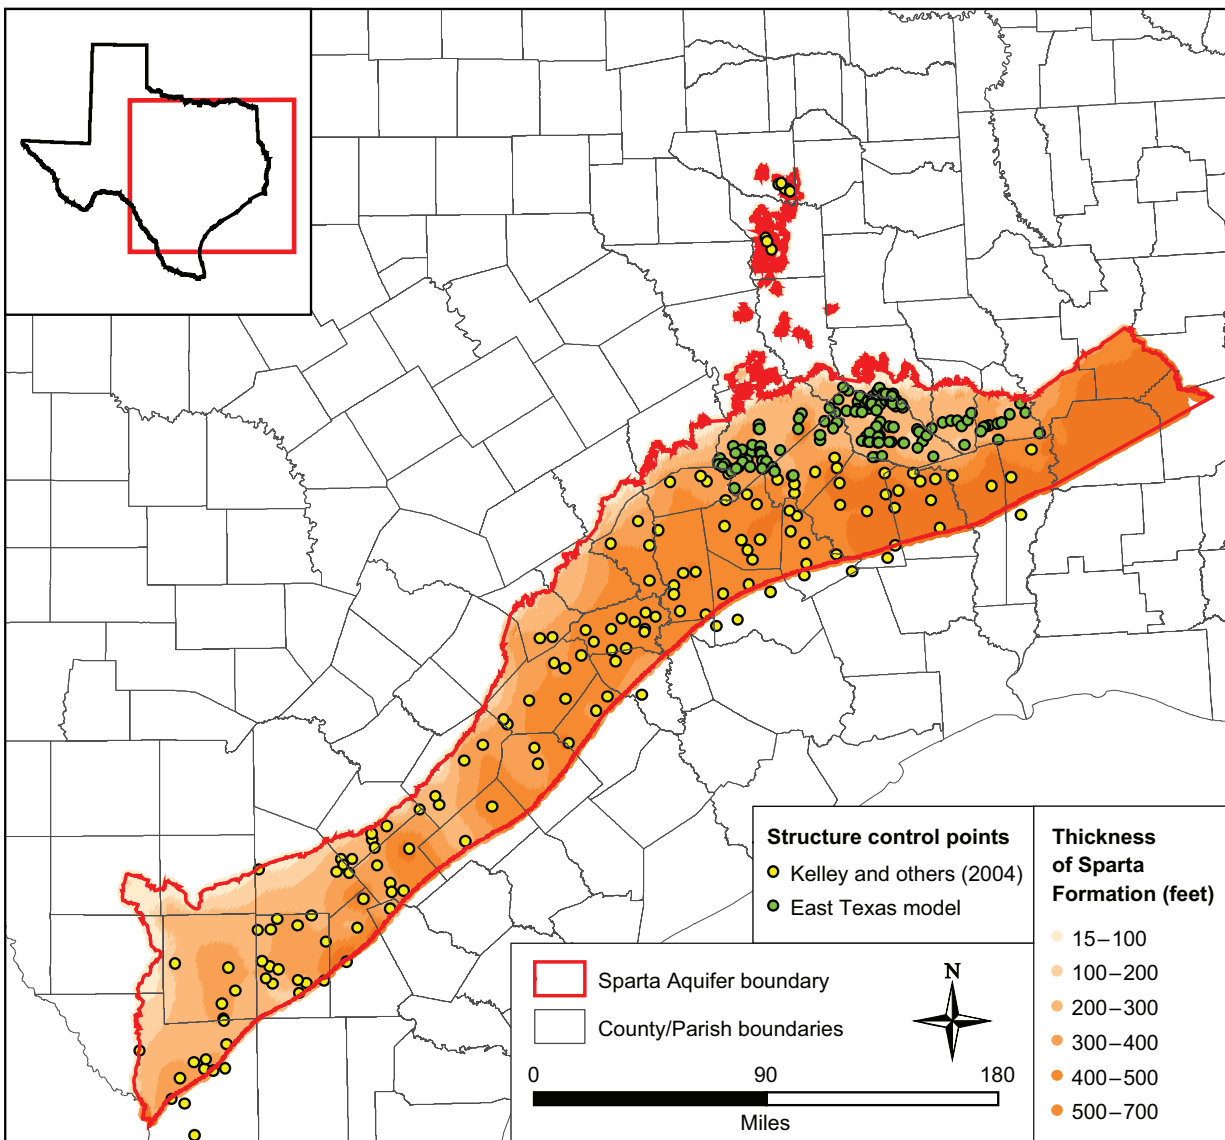 Structure control points
Kelley and others (2004)
East Texas model
Thickness
of Sparta
Formation (feet)
15–100
100–200
200–300
300–400
400–500
500–700
Sparta Aquifer boundary
County/Parish boundaries
N
0 90 180
Miles